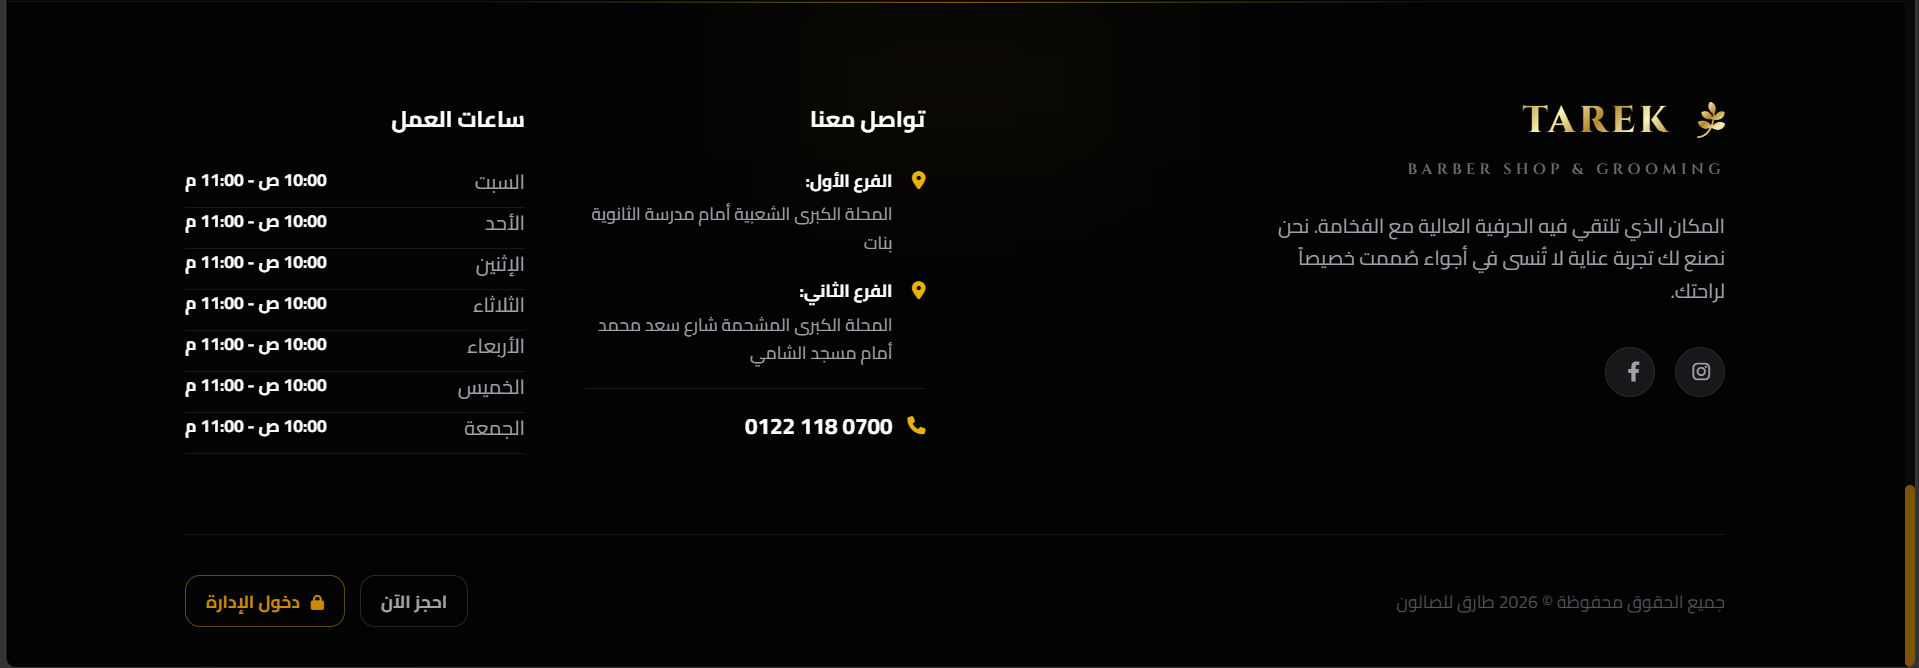 TAREK
BARBER SHOP & GROOMING
المكان الذي تلتقي فيه الحرفية العالية مع الفخامة. نحن
نصنع لك تجربة عناية لا تُنسى في أجواء صُممت خصيصاً
لراحتك.
تواصل معنا
الفرع الأول:
المحلة الكبرى الشعبية أمام مدرسة الثانوية
بنات
الفرع الثاني:
المحلة الكبرى المشحمة شارع سعد محمد
أمام مسجد الشامي
0122 118 0700
ساعات العمل
السبت 10:00 ص - 11:00 م
الأحد 10:00 ص - 11:00 م
الإثنين 10:00 ص - 11:00 م
الثلاثاء 10:00 ص - 11:00 م
الأربعاء 10:00 ص - 11:00 م
الخميس 10:00 ص - 11:00 م
الجمعة 10:00 ص - 11:00 م
جميع الحقوق محفوظة © 2026 طارق للصالون
احجز الآن
دخول الإدارة